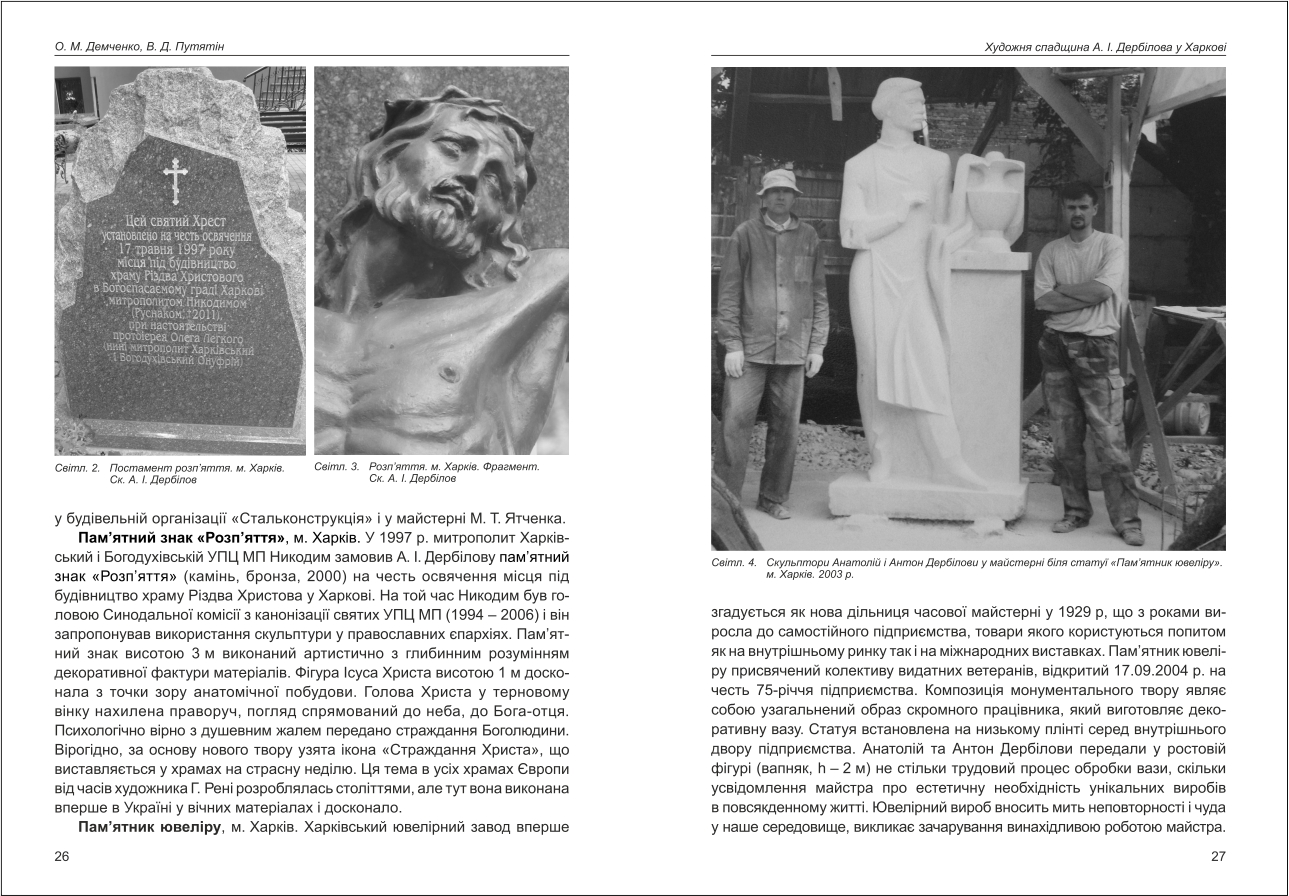 О. М. Демченко, В. Д. Путятін
Цей святий Хрест
установлено на честь освячення
17 травня 1997 року
місця під будівництво
храму Різдва Христового
в Богоспасаємому граді Харкові
митрополитом Никодимом
(Руснаком, †2011),
при настоятельстві
протоієрея Олега Легкого
(нині митрополит Харківський
і Богодухівський Онуфрій)
Світл. 2. Постамент розп’яття. м. Харків.
Ск. А. І. Дербілов
Світл. 3. Розп’яття. м. Харків. Фрагмент.
Ск. А. І. Дербілов
у будівельній організації «Стальконструкція» і у майстерні М. Т. Ятченка.
Пам’ятний знак «Розп’яття», м. Харків. У 1997 р. митрополит Харків-
ський і Богодухівській УПЦ МП Никодим замовив А. І. Дербілову пам’ятний
знак «Розп’яття» (камінь, бронза, 2000) на честь освячення місця під
будівництво храму Різдва Христова у Харкові. На той час Никодим був го-
ловою Синодальної комісії з канонізації святих УПЦ МП (1994 – 2006) і він
запропонував використання скульптури у православних єпархіях. Пам’ят-
ний знак висотою 3 м виконаний артистично з глибинним розумінням
декоративної фактури матеріалів. Фігура Ісуса Христа висотою 1 м доско-
нала з точки зору анатомічної побудови. Голова Христа у терновому
вінку нахилена праворуч, погляд спрямований до неба, до Бога-отця.
Психологічно вірно з душевним жалем передано страждання Боголюдини.
Вірогідно, за основу нового твору узята ікона «Страждання Христа», що
виставляється у храмах на страсну неділю. Ця тема в усіх храмах Європи
від часів художника Г. Рені розроблялась століттями, але тут вона виконана
вперше в Україні у вічних матеріалах і досконало.
Пам’ятник ювеліру, м. Харків. Харківський ювелірний завод вперше
26
Художня спадщина А. І. Дербілова у Харкові
Світл. 4. Скульптори Анатолій і Антон Дербілови у майстерні біля статуї «Пам’ятник ювеліру».
м. Харків. 2003 р.
згадується як нова дільниця часової майстерні у 1929 р, що з роками ви-
росла до самостійного підприємства, товари якого користуються попитом
як на внутрішньому ринку так і на міжнародних виставках. Пам’ятник ювелі-
ру присвячений колективу видатних ветеранів, відкритий 17.09.2004 р. на
честь 75-річчя підприємства. Композиція монументального твору являє
собою узагальнений образ скромного працівника, який виготовляє деко-
ративну вазу. Статуя встановлена на низькому плінті серед внутрішнього
двору підприємства. Анатолій та Антон Дербілови передали у ростовій
фігурі (вапняк, h – 2 м) не стільки трудовий процес обробки вази, скільки
усвідомлення майстра про естетичну необхідність унікальних виробів
в повсякденному житті. Ювелірний вироб вносить мить неповторності і чуда
у наше середовище, викликає зачарування винахідливою роботою майстра.
27